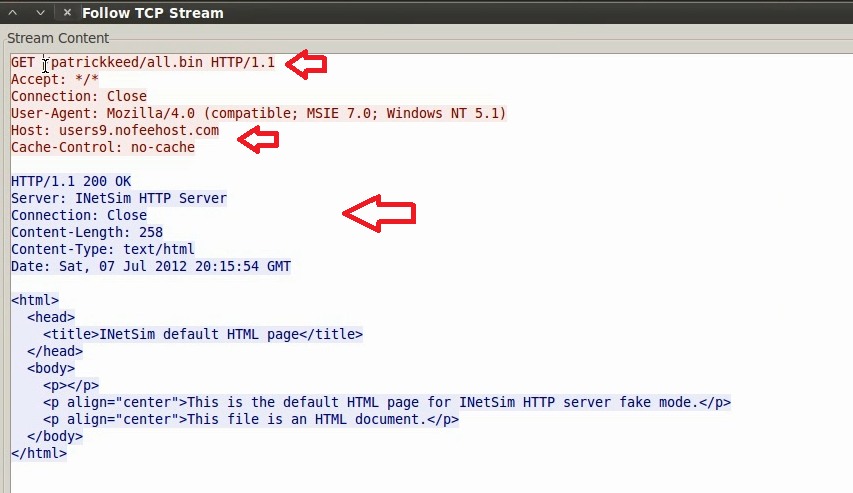 Follow TCP Stream
Stream Content
GET /patrickkeed/all.bin HTTP/1.1
Accept: */*
Connection: Close
User-Agent: Mozilla/4.0 (compatible; MSIE 7.0; Windows NT 5.1)
Host: users9.nofeehost.com
Cache-Control: no-cache

HTTP/1.1 200 OK
Server: INetSim HTTP Server
Connection: Close
Content-Length: 258
Content-Type: text/html
Date: Sat, 07 Jul 2012 20:15:54 GMT

<html>
  <head>
    <title>INetSim default HTML page</title>
  </head>
  <body>
    <p></p>
    <p align="center">This is the default HTML page for INetSim HTTP server fake mode.</p>
    <p align="center">This file is an HTML document.</p>
  </body>
</html>